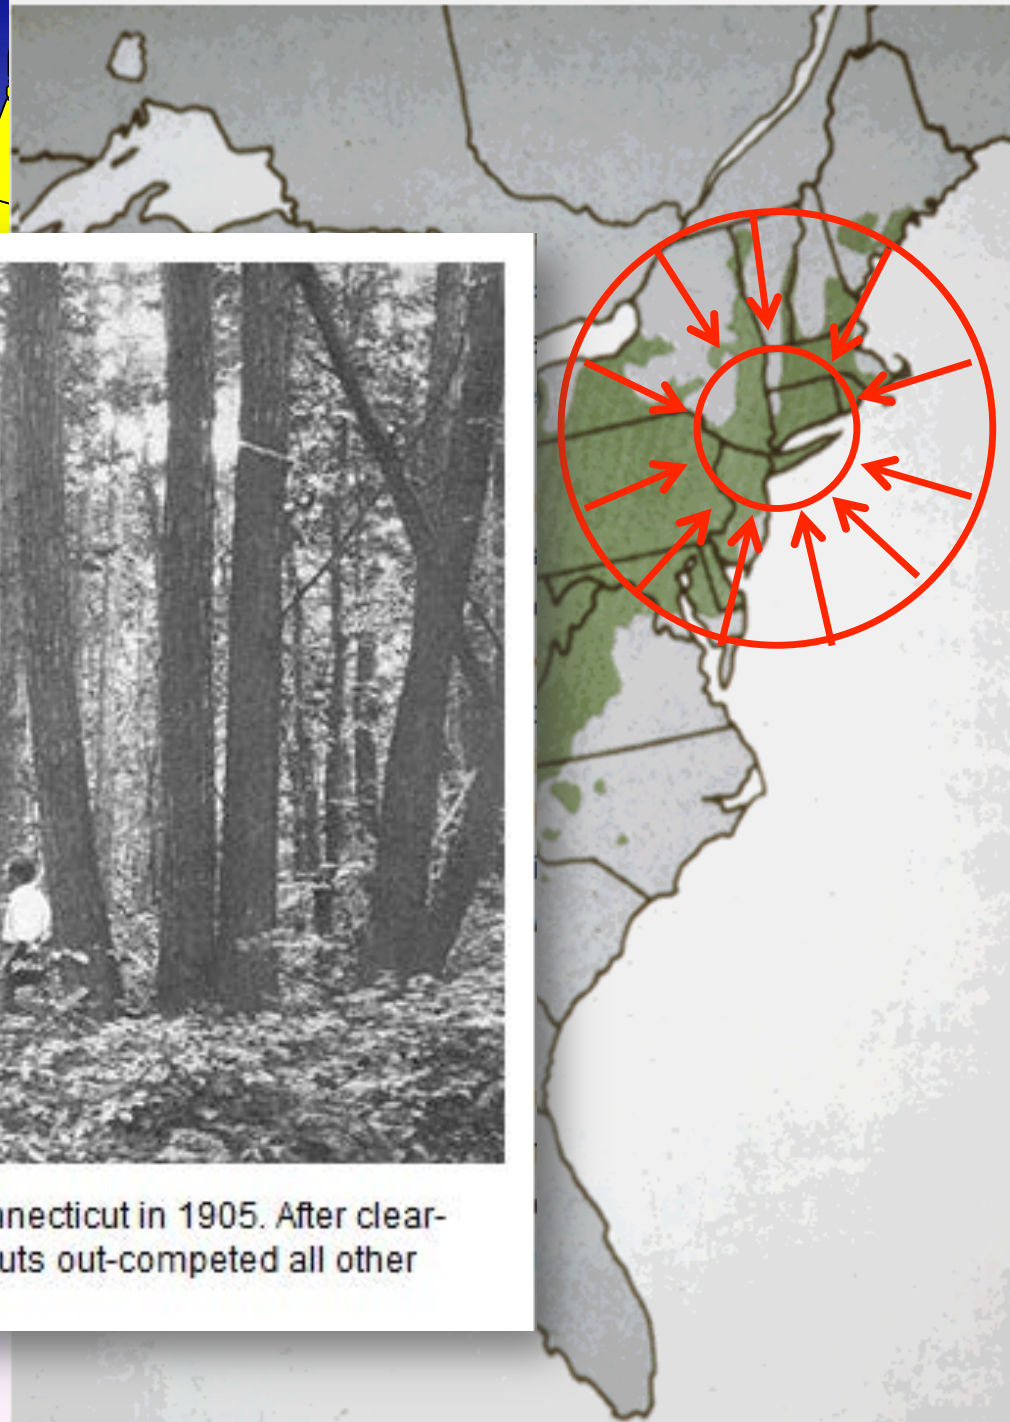 nnecticut in 1905. After clear-
uts out-competed all other